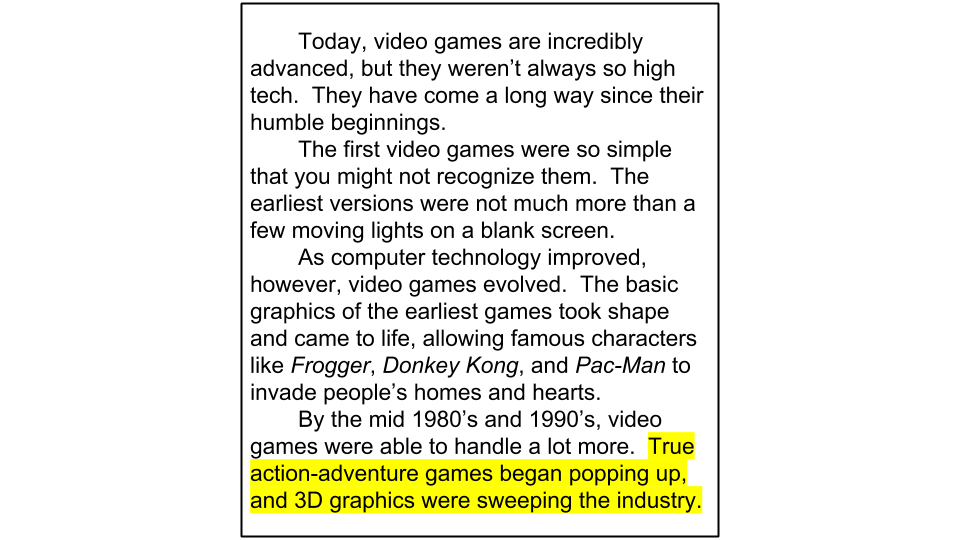 Today, video games are incredibly
advanced, but they weren’t always so high
tech.  They have come a long way since their
humble beginnings.
The first video games were so simple
that you might not recognize them.  The
earliest versions were not much more than a
few moving lights on a blank screen.
As computer technology improved,
however, video games evolved.  The basic
graphics of the earliest games took shape
and came to life, allowing famous characters
like Frogger, Donkey Kong, and Pac-Man to
invade people’s homes and hearts.
By the mid 1980’s and 1990’s, video
games were able to handle a lot more.  True
action-adventure games began popping up,
and 3D graphics were sweeping the industry.